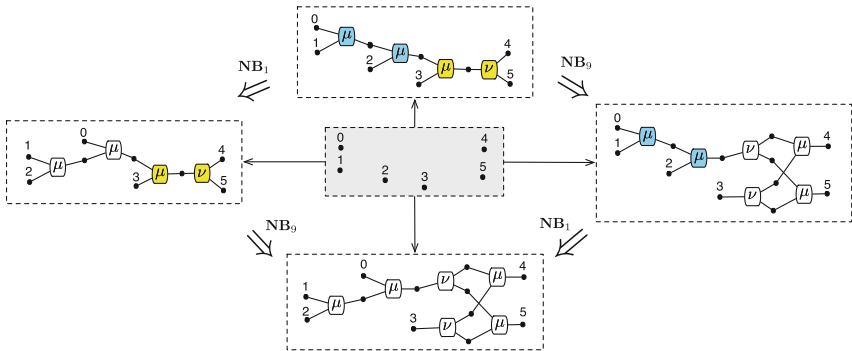 0 μ 4
1 μ μ ν
2 3 5
NB₁ NB₉
0 μ 4
1 μ μ ν
2 3 5
0 4
1 2 3 5
0 μ ν μ 4
1 μ
2
3 ν μ 5
NB₉ NB₁
0 μ ν μ 4
1 μ
2
3 ν μ 5